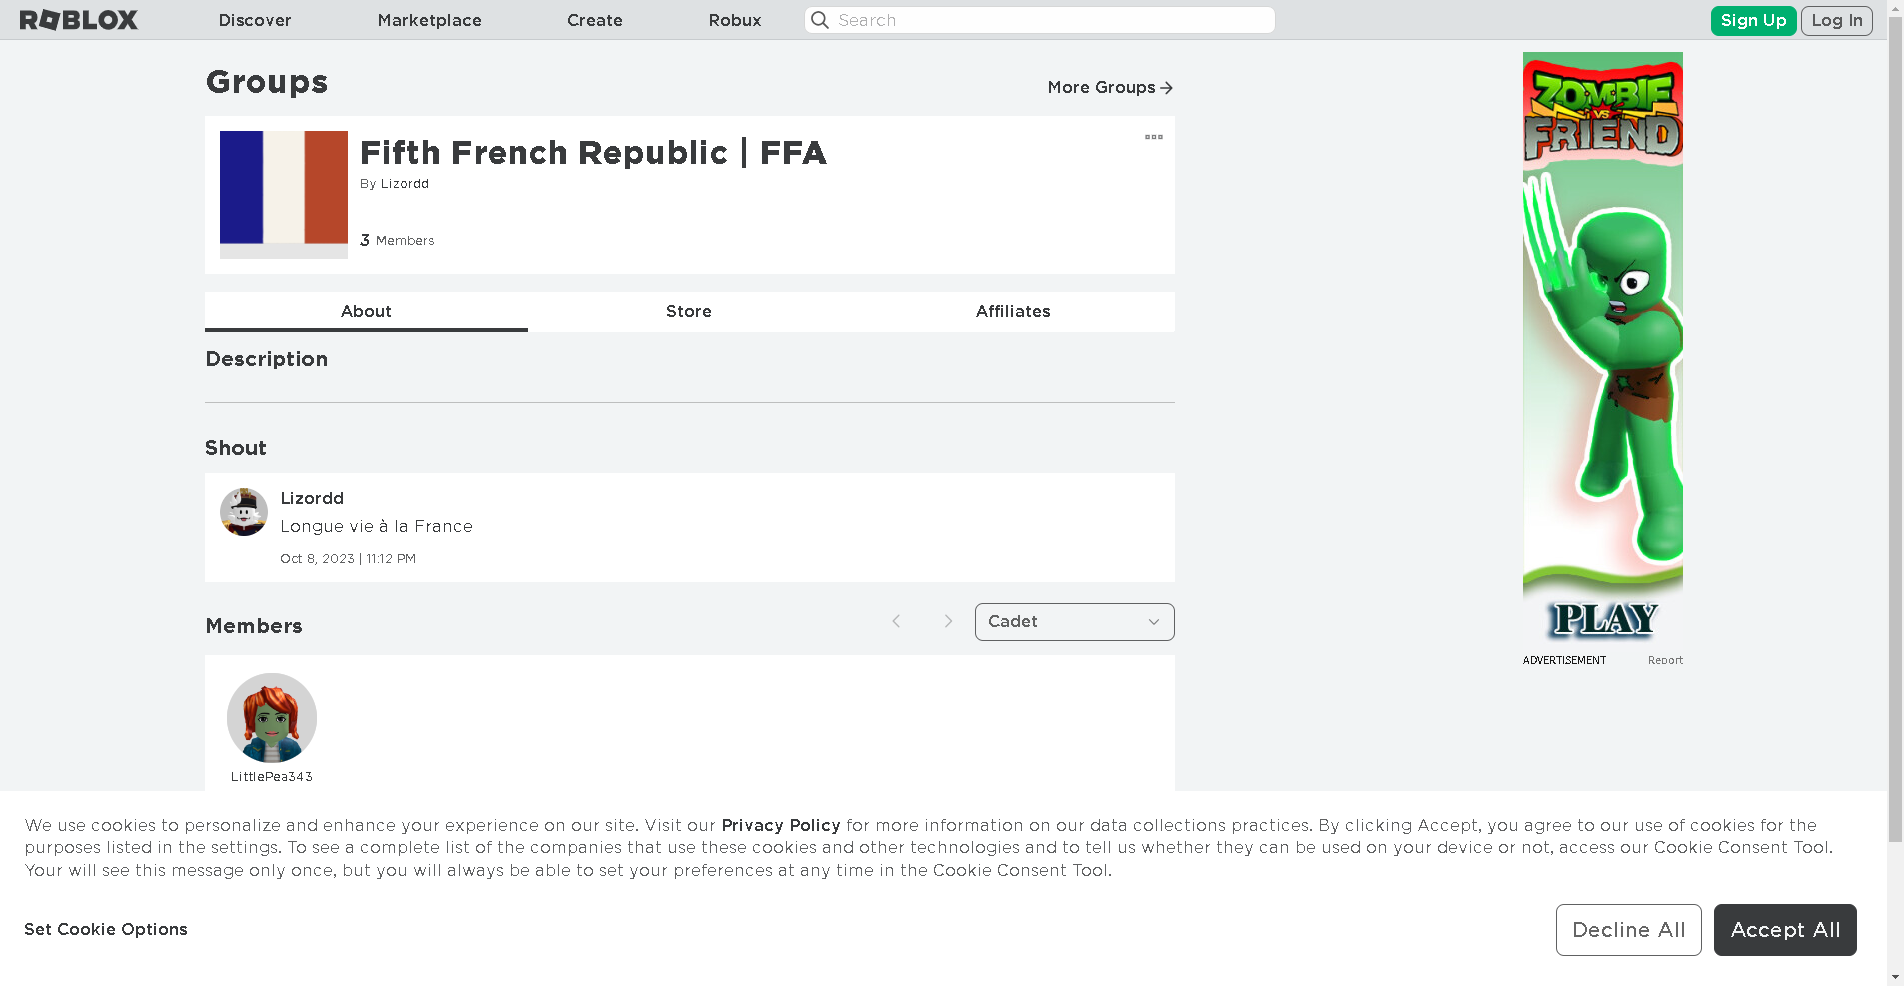 ROBLOX Discover Marketplace Create Robux Search Sign Up Log In
Groups
More Groups
Fifth French Republic | FFA
By Lizordd
3 Members
About Store Affiliates
Description
Shout
Lizordd
Longue vie à la France
Oct 8, 2023 | 11:12 PM
Members
Cadet
LittlePea343
ZOMBIE
VS
FRIEND
PLAY
ADVERTISEMENT Report
We use cookies to personalize and enhance your experience on our site. Visit our Privacy Policy for more information on our data collections practices. By clicking Accept, you agree to our use of cookies for the
purposes listed in the settings. To see a complete list of the companies that use these cookies and other technologies and to tell us whether they can be used on your device or not, access our Cookie Consent Tool.
Your will see this message only once, but you will always be able to set your preferences at any time in the Cookie Consent Tool.
Set Cookie Options
Decline All
Accept All